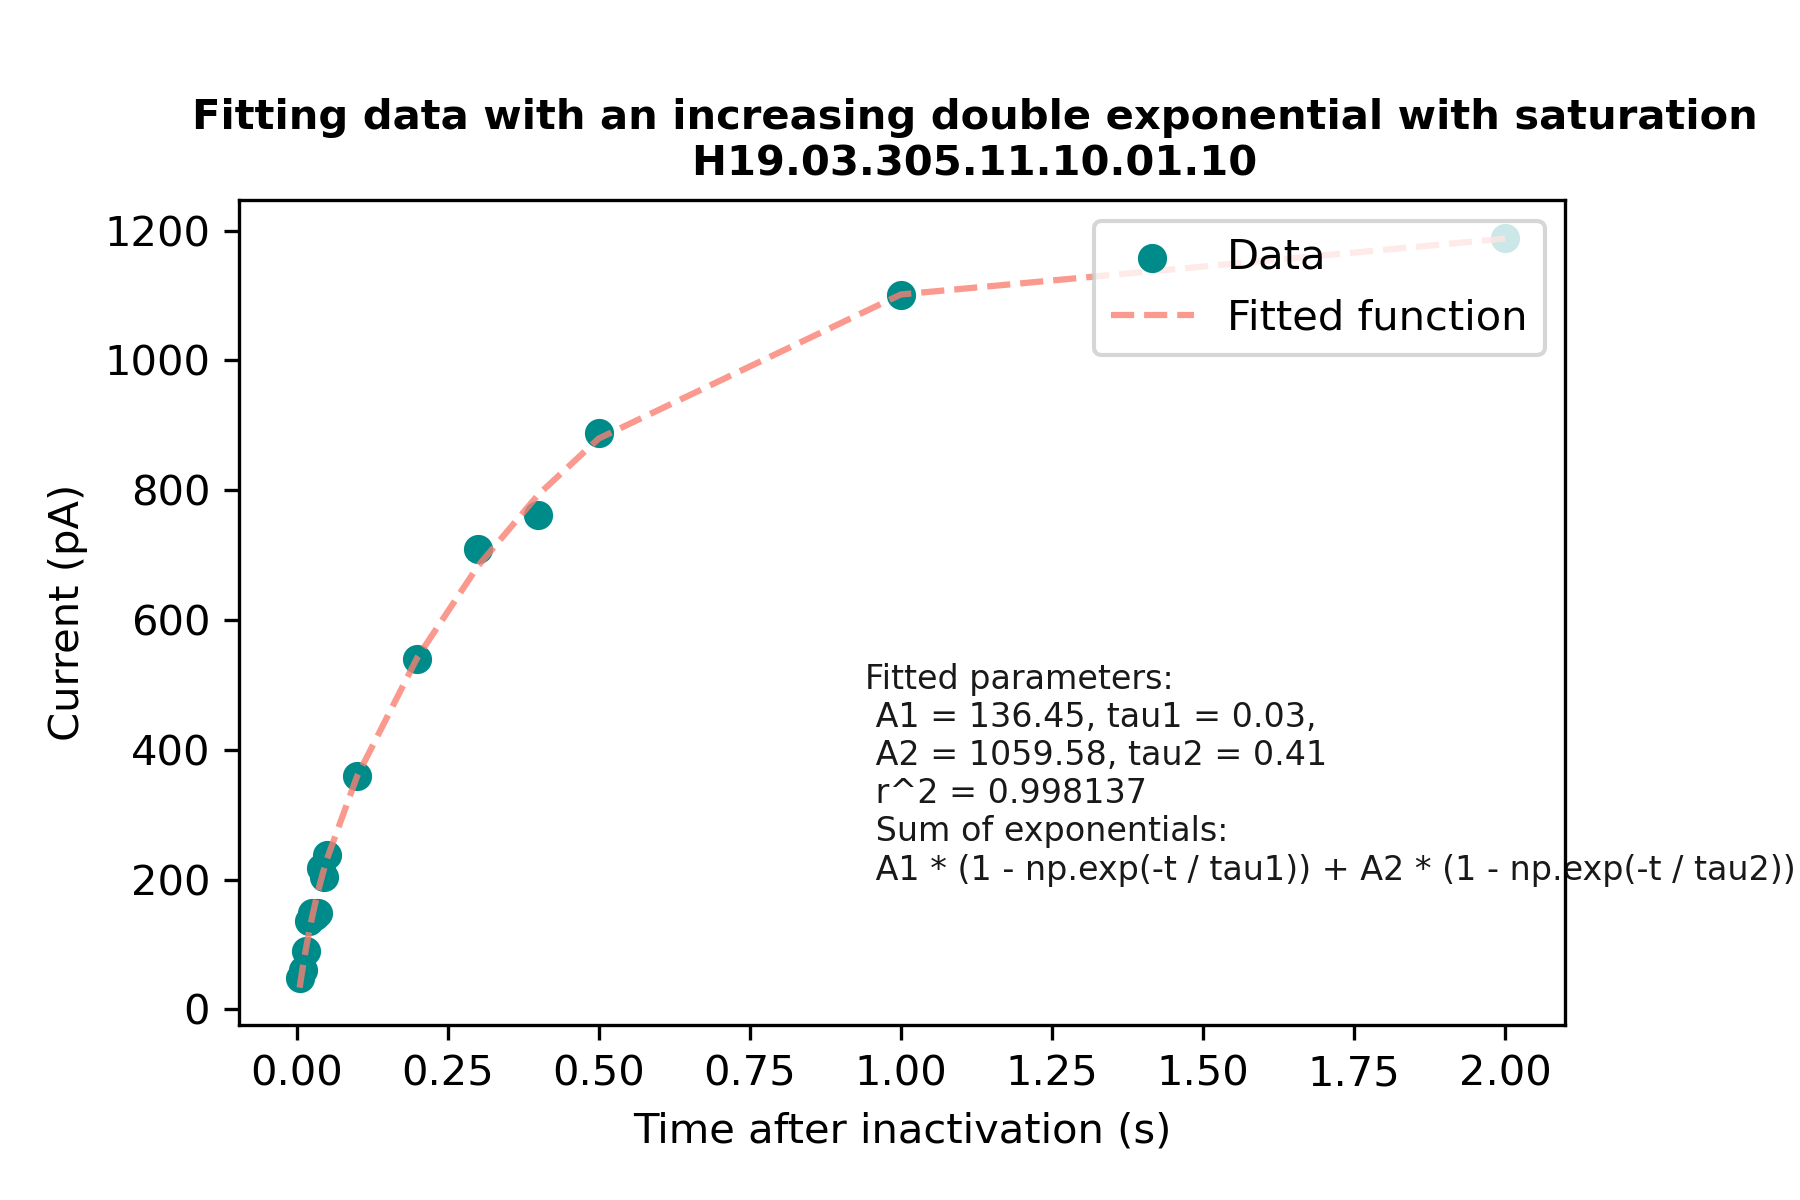 Fitting data with an increasing double exponential with saturation
H19.03.305.11.10.01.10
1200
1000
800
600
400
200
0
Current (pA)
Data
Fitted function
Fitted parameters:
A1 = 136.45, tau1 = 0.03,
A2 = 1059.58, tau2 = 0.41
r^2 = 0.998137
Sum of exponentials:
A1 * (1 - np.exp(-t / tau1)) + A2 * (1 - np.exp(-t / tau2))
0.00 0.25 0.50 0.75 1.00 1.25 1.50 1.75 2.00
Time after inactivation (s)